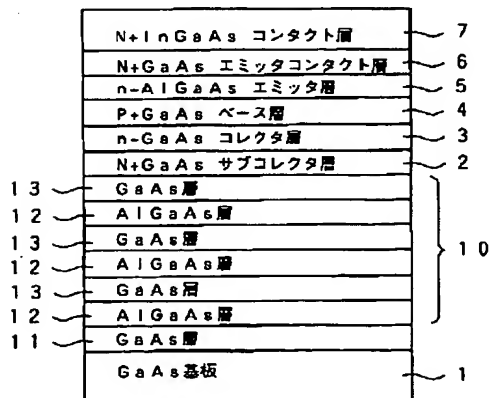 N+InGaAs コンタクト層 7
N+GaAs エミッタコンタクト層 6
n-AlGaAs エミッタ層 5
P+GaAs ベース層 4
n-GaAs コレクタ層 3
N+GaAs サブコレクタ層 2
13 GaAs層
12 AlGaAs層
13 GaAs層 10
12 AlGaAs層
13 GaAs層
12 AlGaAs層
11 GaAs層
GaAs基板 1